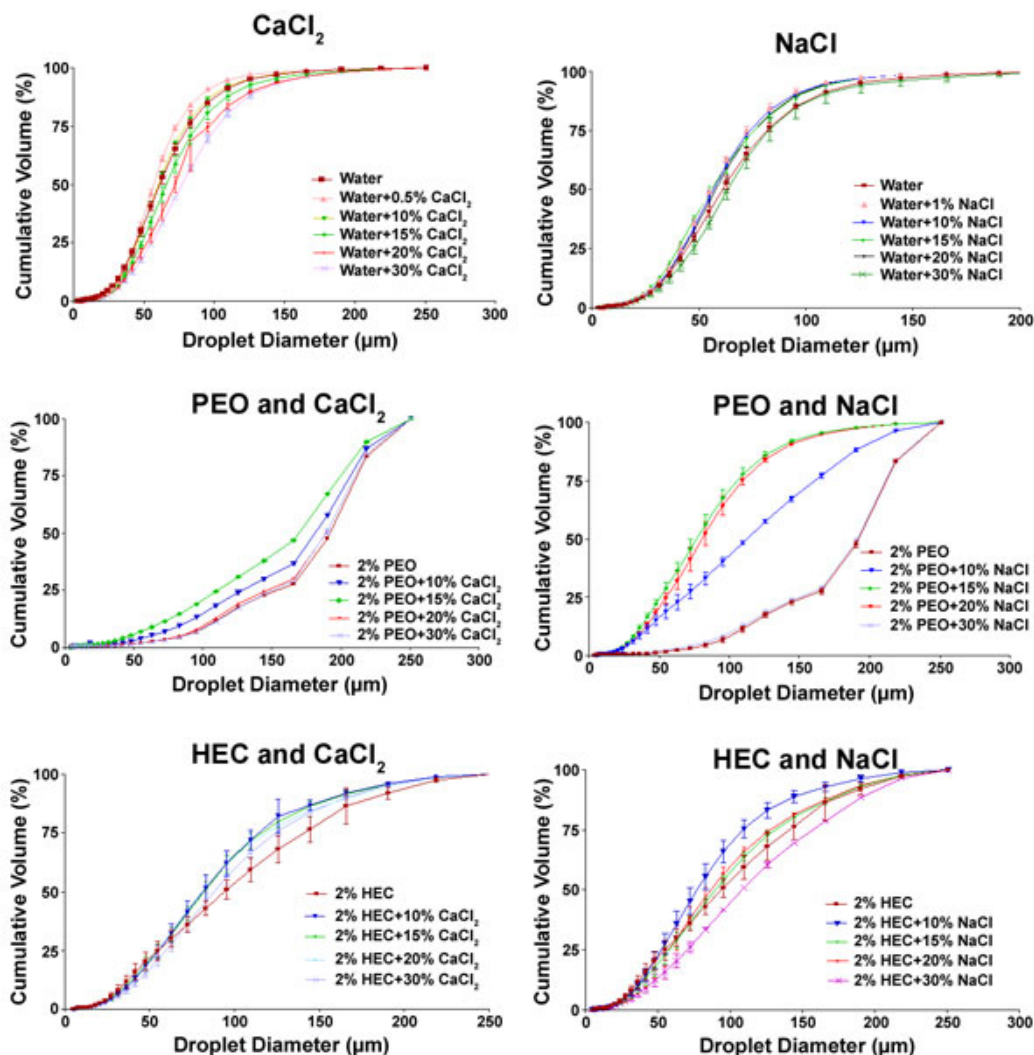 CaCl₂
Cumulative Volume (%)
100
75
50
25
0
0 50 100 150 200 250 300
Droplet Diameter (µm)
Water
Water+0.5% CaCl₂
Water+10% CaCl₂
Water+15% CaCl₂
Water+20% CaCl₂
Water+30% CaCl₂
NaCl
Cumulative Volume (%)
100
75
50
25
0
0 50 100 150 200
Droplet Diameter (µm)
Water
Water+1% NaCl
Water+10% NaCl
Water+15% NaCl
Water+20% NaCl
Water+30% NaCl
PEO and CaCl₂
Cumulative Volume (%)
100
75
50
25
0
0 50 100 150 200 250 300
Droplet Diameter (µm)
2% PEO
2% PEO+10% CaCl₂
2% PEO+15% CaCl₂
2% PEO+20% CaCl₂
2% PEO+30% CaCl₂
PEO and NaCl
Cumulative Volume (%)
100
75
50
25
0
0 50 100 150 200 250 300
Droplet Diameter (µm)
2% PEO
2% PEO+10% NaCl
2% PEO+15% NaCl
2% PEO+20% NaCl
2% PEO+30% NaCl
HEC and CaCl₂
Cumulative Volume (%)
100
75
50
25
0
0 50 100 150 200 250
Droplet Diameter (µm)
2% HEC
2% HEC+10% CaCl₂
2% HEC+15% CaCl₂
2% HEC+20% CaCl₂
2% HEC+30% CaCl₂
HEC and NaCl
Cumulative Volume (%)
100
75
50
25
0
0 50 100 150 200 250 300
Droplet Diameter (µm)
2% HEC
2% HEC+10% NaCl
2% HEC+15% NaCl
2% HEC+20% NaCl
2% HEC+30% NaCl